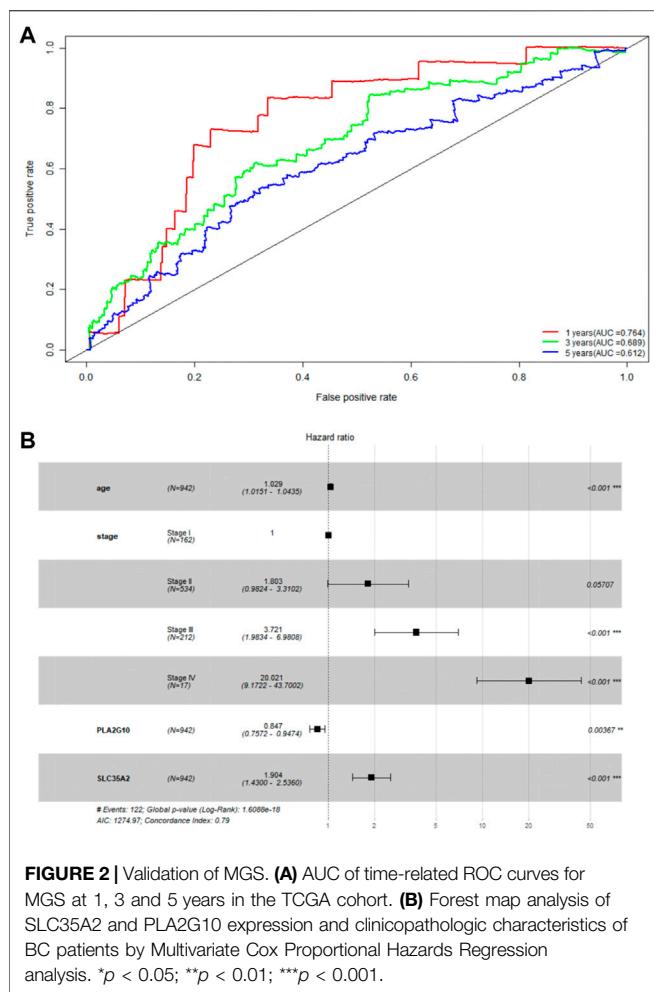 A
True positive rate
1.0
0.8
0.6
0.4
0.2
0.0
1 years(AUC =0.764)
3 years(AUC =0.689)
5 years(AUC =0.612)
0.0 0.2 0.4 0.6 0.8 1.0
False positive rate
B
Hazard ratio
age (N=942) 1.029 (1.0151 - 1.0435) <0.001 ***
stage Stage I (N=162) 1
Stage II (N=534) 1.803 (0.9824 - 3.3102) 0.05707
Stage III (N=212) 3.721 (1.9834 - 6.9808) <0.001 ***
Stage IV (N=17) 20.021 (9.1722 - 43.7002) <0.001 ***
PLA2G10 (N=942) 0.847 (0.7572 - 0.9474) 0.00367 **
SLC35A2 (N=942) 1.904 (1.4300 - 2.5360) <0.001 ***
# Events: 122; Global p-value (Log-Rank): 1.6088e-18
AIC: 1274.97; Concordance Index: 0.79
1 2 5 10 20 50
FIGURE 2 | Validation of MGS. (A) AUC of time-related ROC curves for
MGS at 1, 3 and 5 years in the TCGA cohort. (B) Forest map analysis of
SLC35A2 and PLA2G10 expression and clinicopathologic characteristics of
BC patients by Multivariate Cox Proportional Hazards Regression
analysis. *p < 0.05; **p < 0.01; ***p < 0.001.